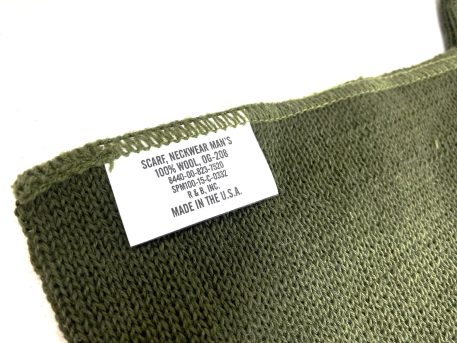 SCARF, NECKWEAR MAN'S
100% WOOL, OG-208
8440-00-823-7520
SPM100-15-C-0332
R & B, INC.
MADE IN THE U.S.A.